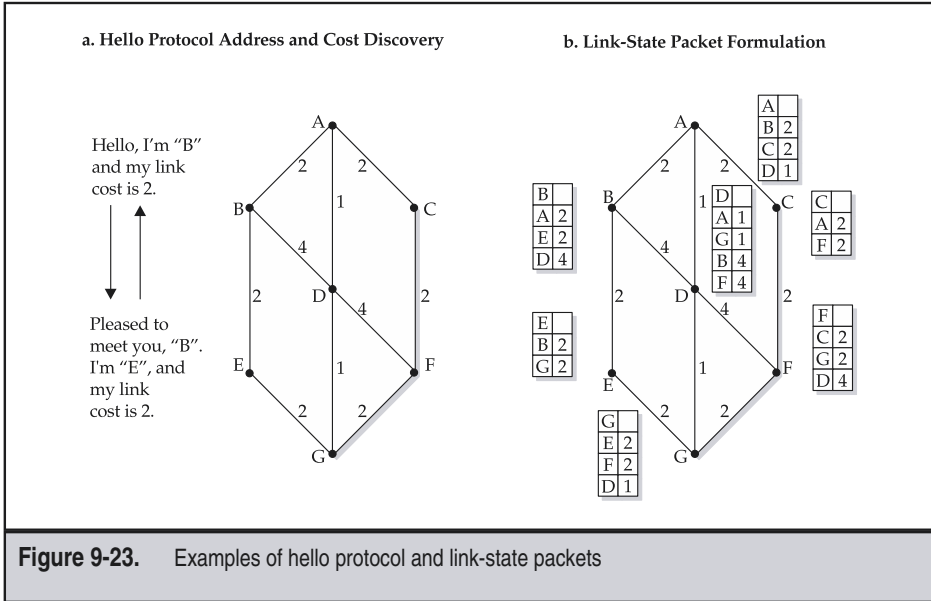 a. Hello Protocol Address and Cost Discovery
Hello, I'm "B"
and my link
cost is 2.
Pleased to
meet you, "B".
I'm "E", and
my link
cost is 2.
A
2
2
1
B
C
4
2
D
4
2
E
F
1
2
2
G
b. Link-State Packet Formulation
A
2
2
1
B
C
4
2
D
4
2
E
F
1
2
2
G
A
B 2
C 2
D 1
B
A 2
E 2
D 4
D
A 1
G 1
B 4
F 4
C
A 2
F 2
E
B 2
G 2
F
C 2
G 2
D 4
G
E 2
F 2
D 1
Figure 9-23. Examples of hello protocol and link-state packets